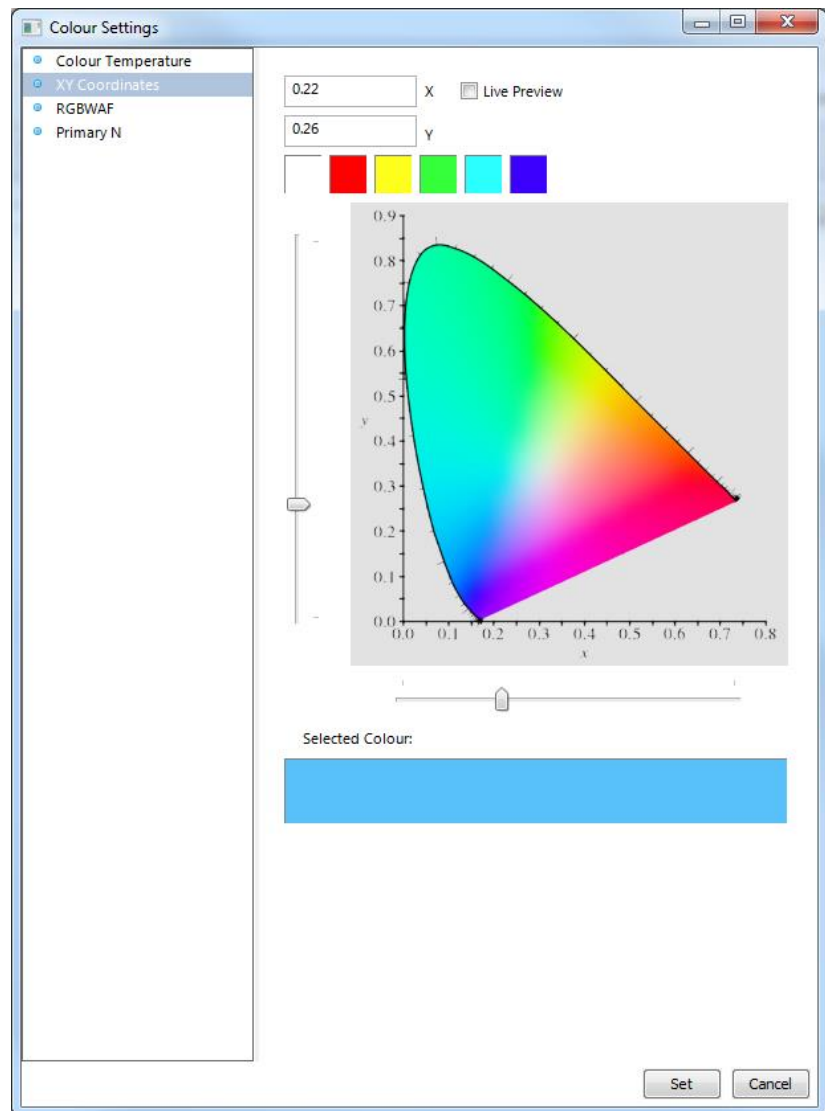 Colour Settings
Colour Temperature
XY Coordinates
RGBWAF
Primary N
0.22 X Live Preview
0.26 Y
0.9
0.8
0.7
0.6
0.5
y
0.4
0.3
0.2
0.1
0.0
0.0 0.1 0.2 0.3 0.4 0.5 0.6 0.7 0.8
x
Selected Colour:
Set Cancel